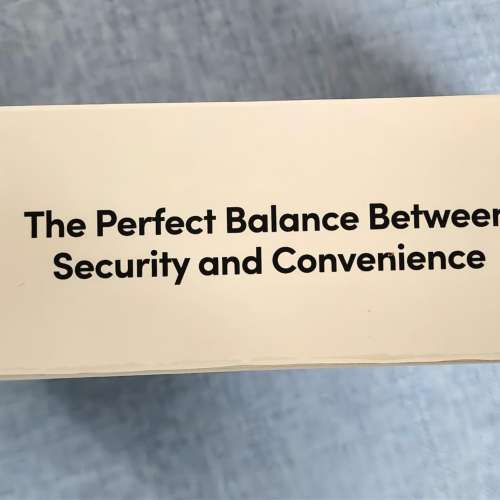 The Perfect Balance Between
Security and Convenience